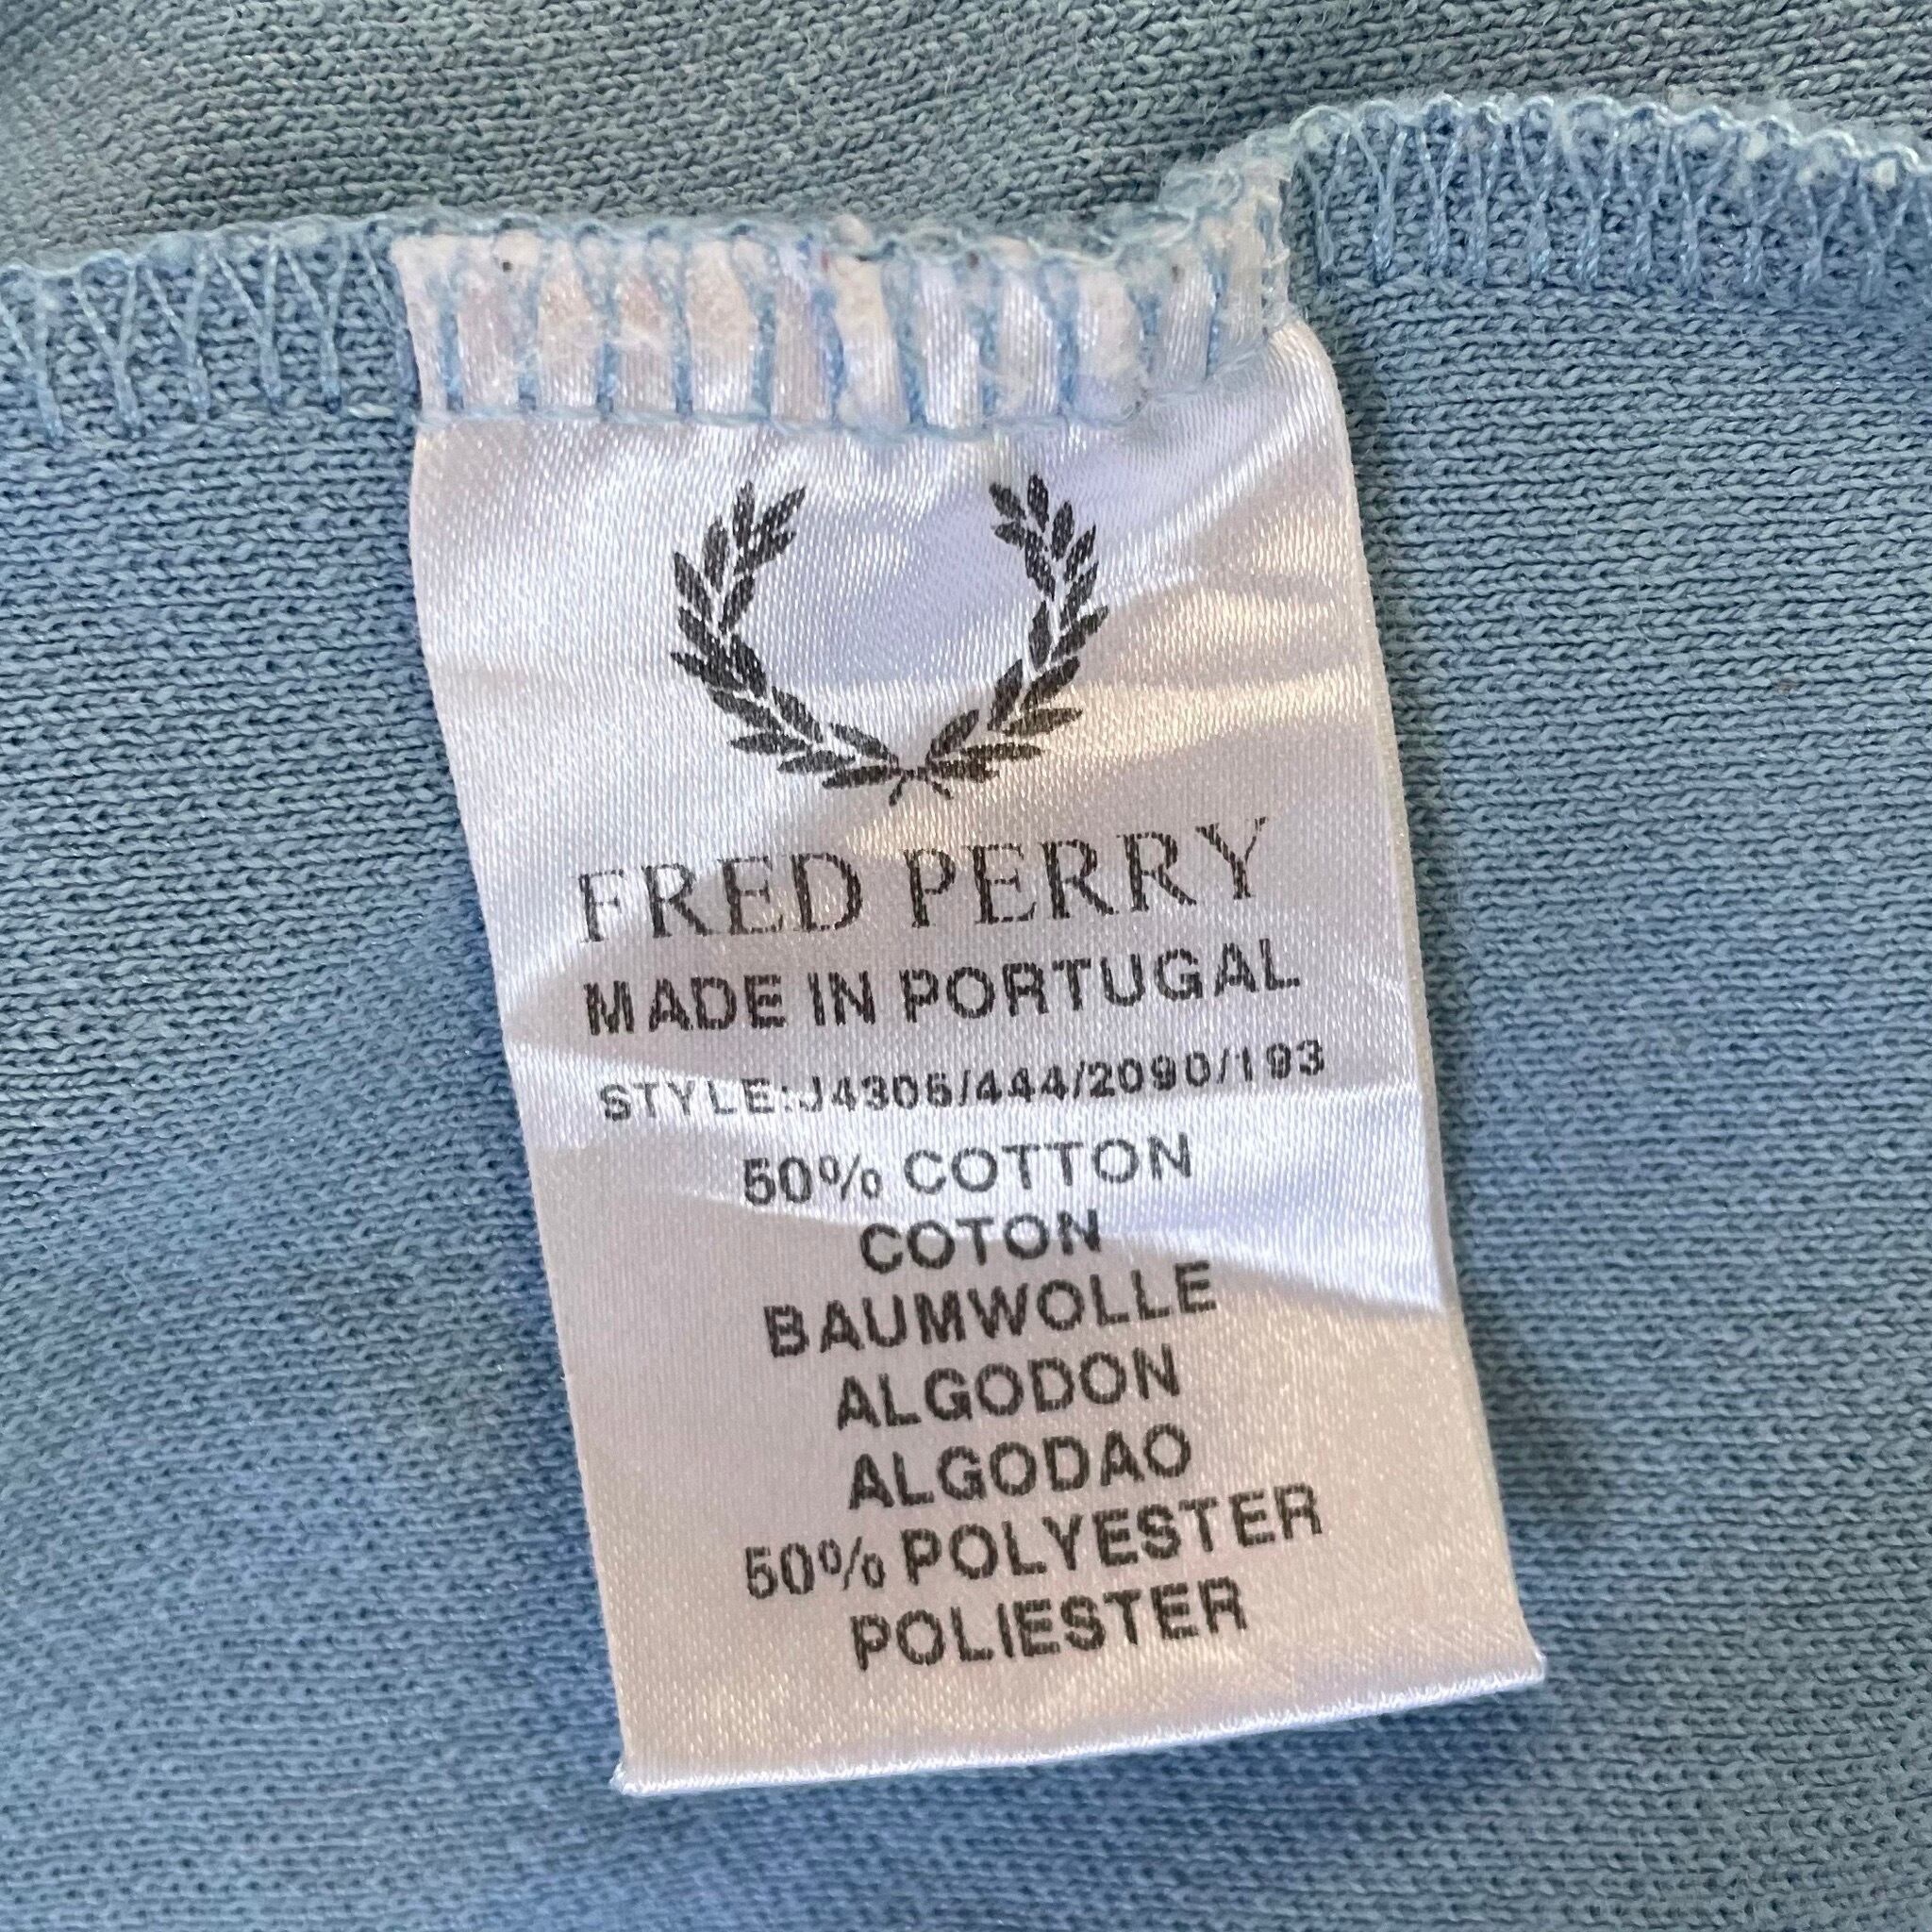 FRED PERRY
MADE IN PORTUGAL
STYLE:J4305/444/2090/193
50% COTTON
COTON
BAUMWOLLE
ALGODON
ALGODAO
50% POLYESTER
POLIESTER